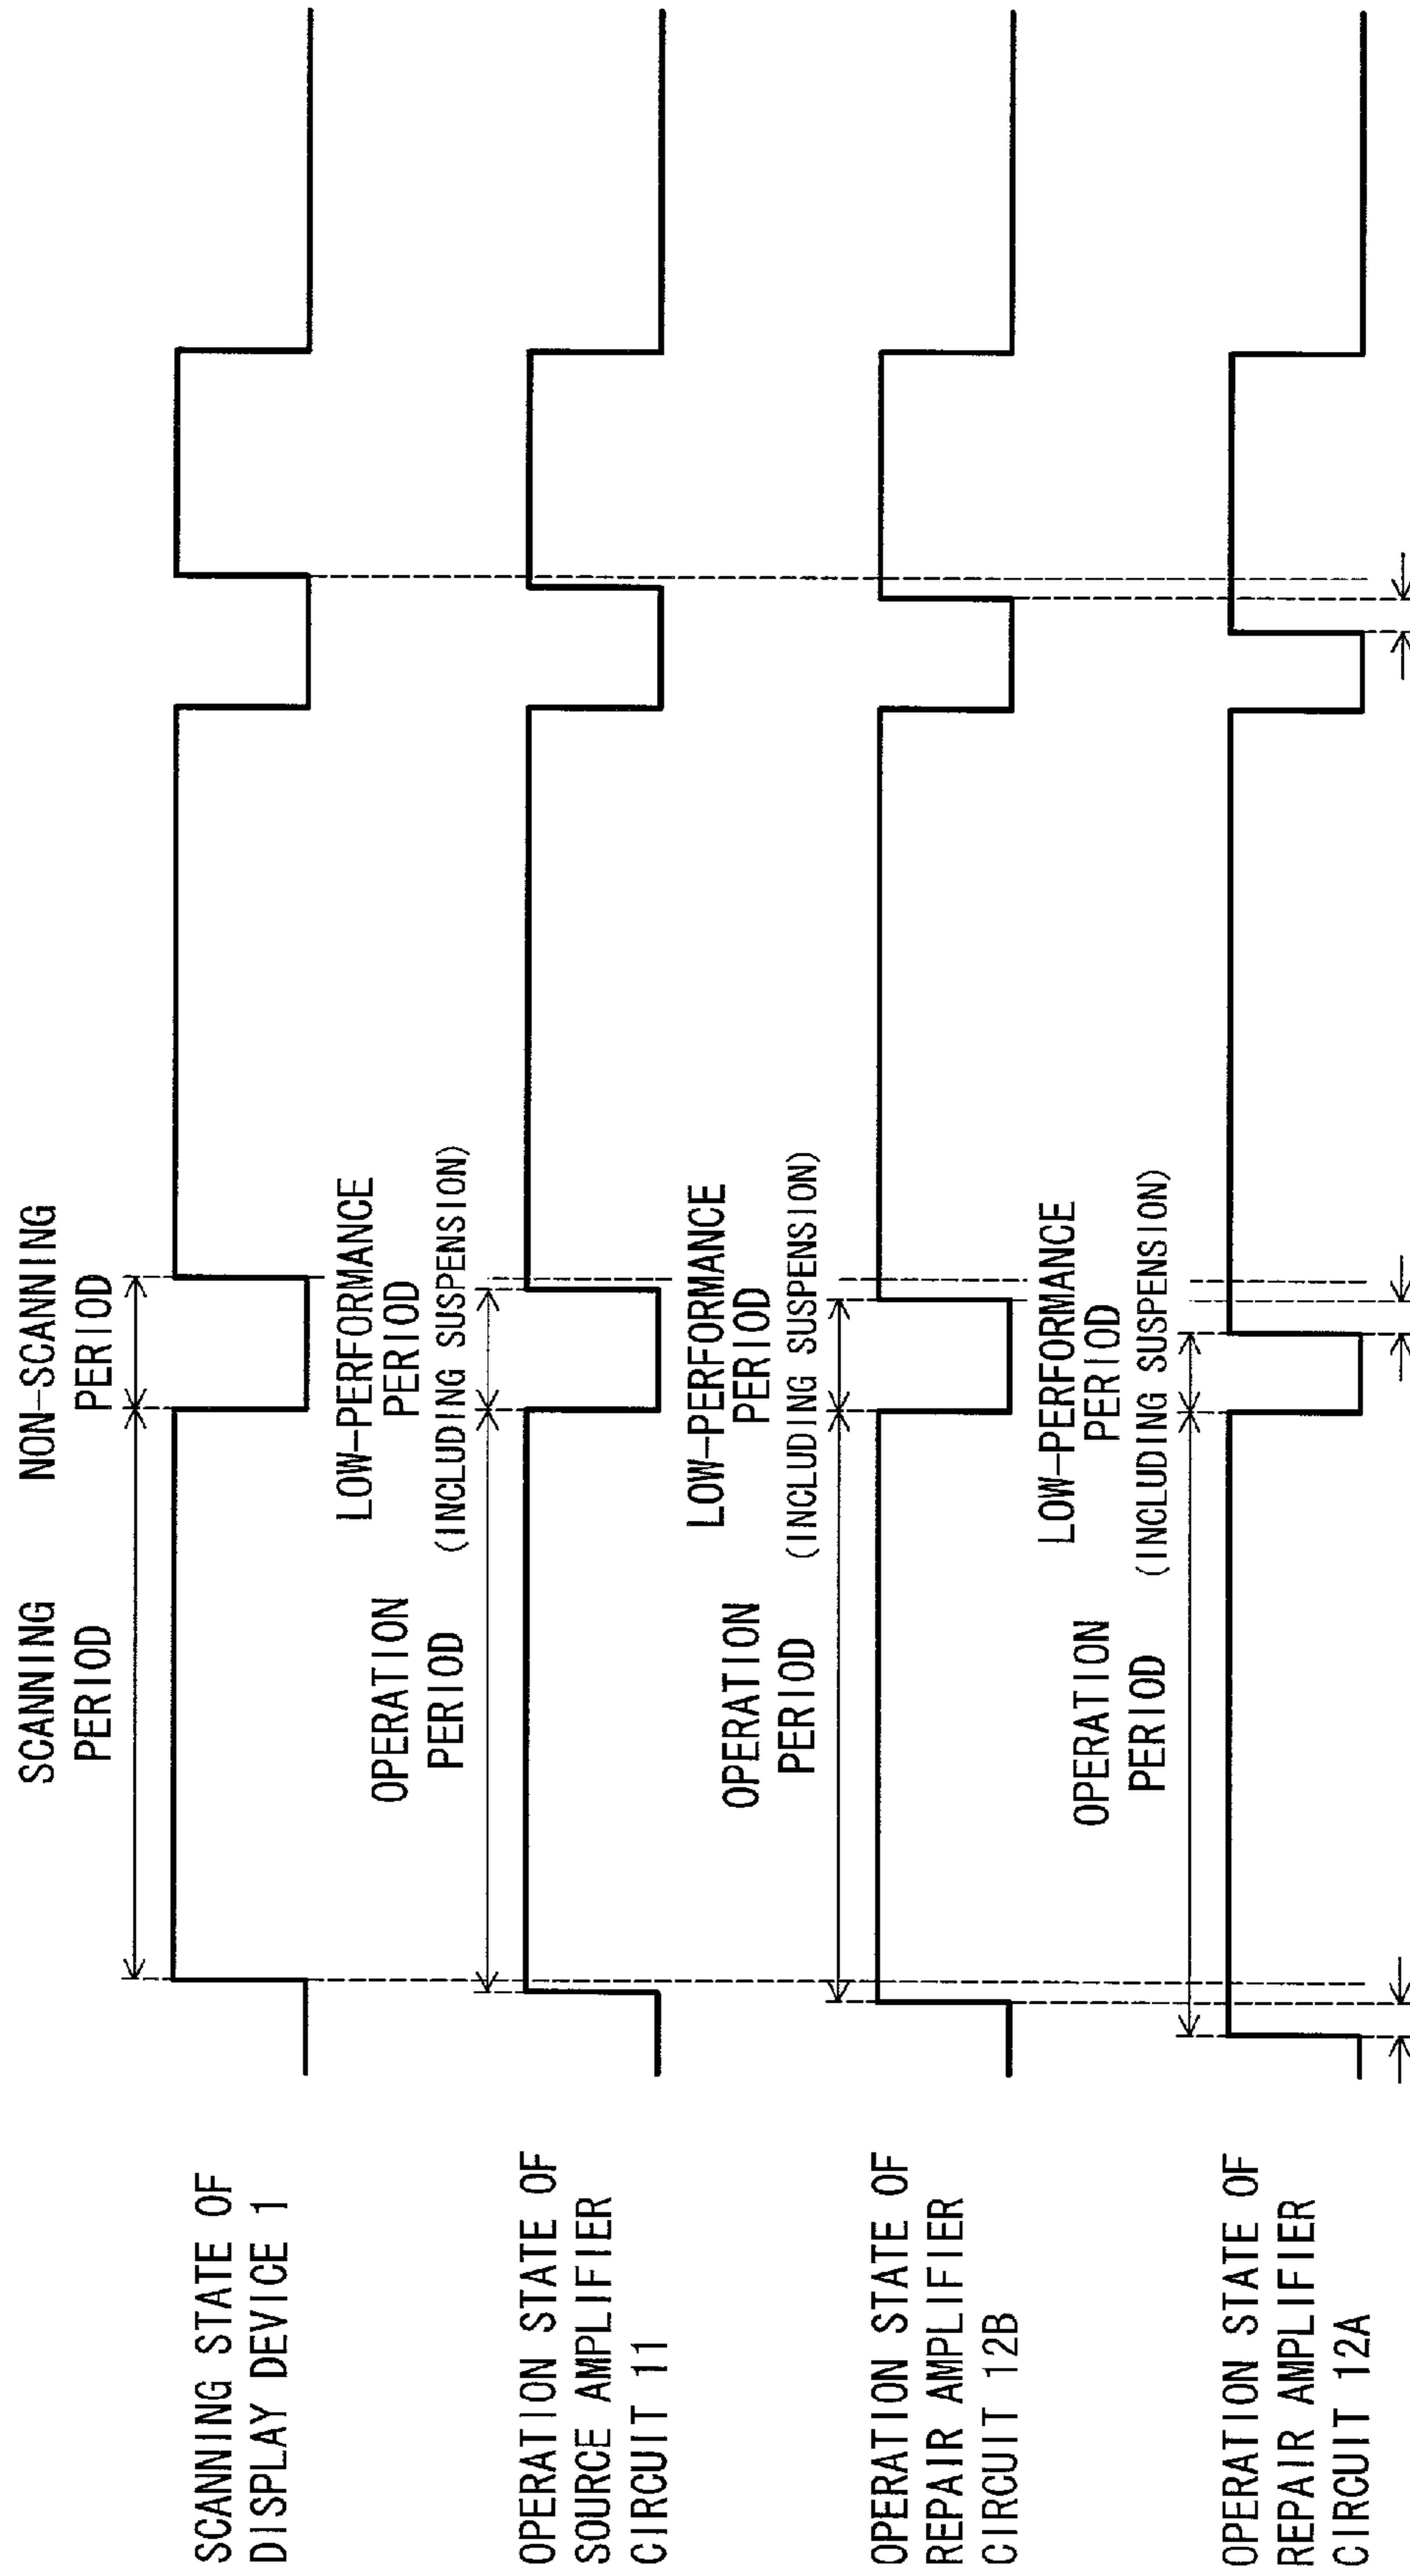 SCANNING STATE OF
DISPLAY DEVICE 1
SCANNING
PERIOD
NON-SCANNING
PERIOD
OPERATION STATE OF
SOURCE AMPLIFIER
CIRCUIT 11
OPERATION
PERIOD
LOW-PERFORMANCE
PERIOD
(INCLUDING SUSPENSION)
OPERATION STATE OF
REPAIR AMPLIFIER
CIRCUIT 12B
OPERATION
PERIOD
LOW-PERFORMANCE
PERIOD
(INCLUDING SUSPENSION)
OPERATION STATE OF
REPAIR AMPLIFIER
CIRCUIT 12A
OPERATION
PERIOD
LOW-PERFORMANCE
PERIOD
(INCLUDING SUSPENSION)